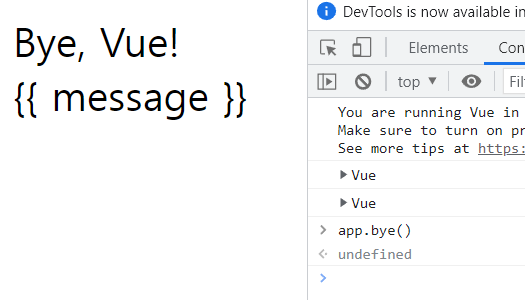 Bye, Vue!
{{ message }}
DevTools is now available in
Elements
Con
top
Filt
You are running Vue in
Make sure to turn on pr
See more tips at https:
Vue
Vue
app.bye()
undefined